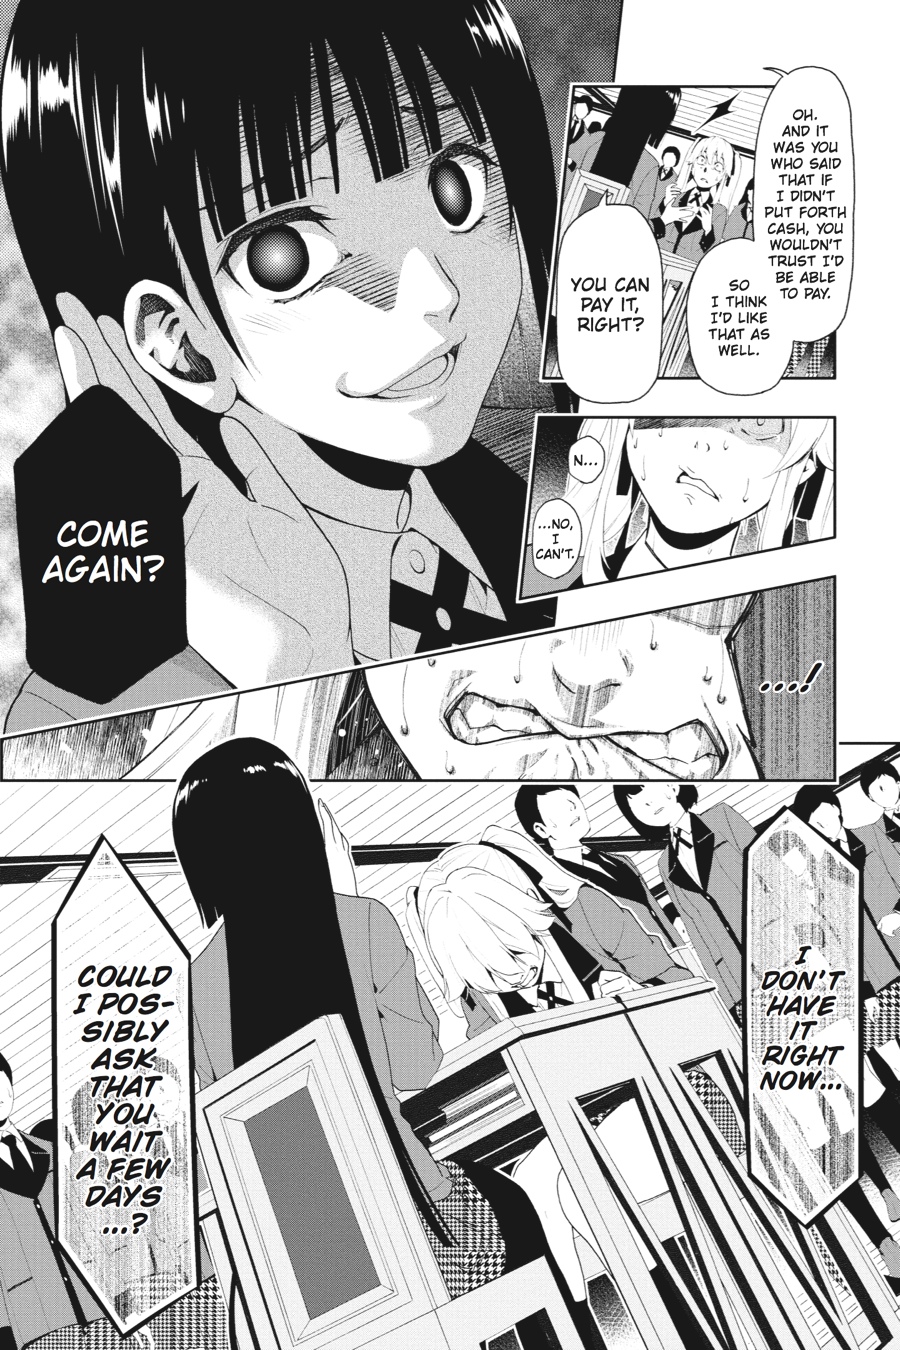 OH.
AND IT
WAS YOU
WHO SAID
THAT IF
I DIDN'T
PUT FORTH
CASH, YOU
WOULDN'T
TRUST I'D
BE ABLE
TO PAY.
SO
I THINK
I'D LIKE
THAT AS
WELL.
YOU CAN
PAY IT,
RIGHT?
N...
...NO,
I
CAN'T.
COME
AGAIN?
...!
I
DON'T
HAVE
IT
RIGHT
NOW...
COULD
I POS-
SIBLY
ASK
THAT
YOU
WAIT
A FEW
DAYS
...?